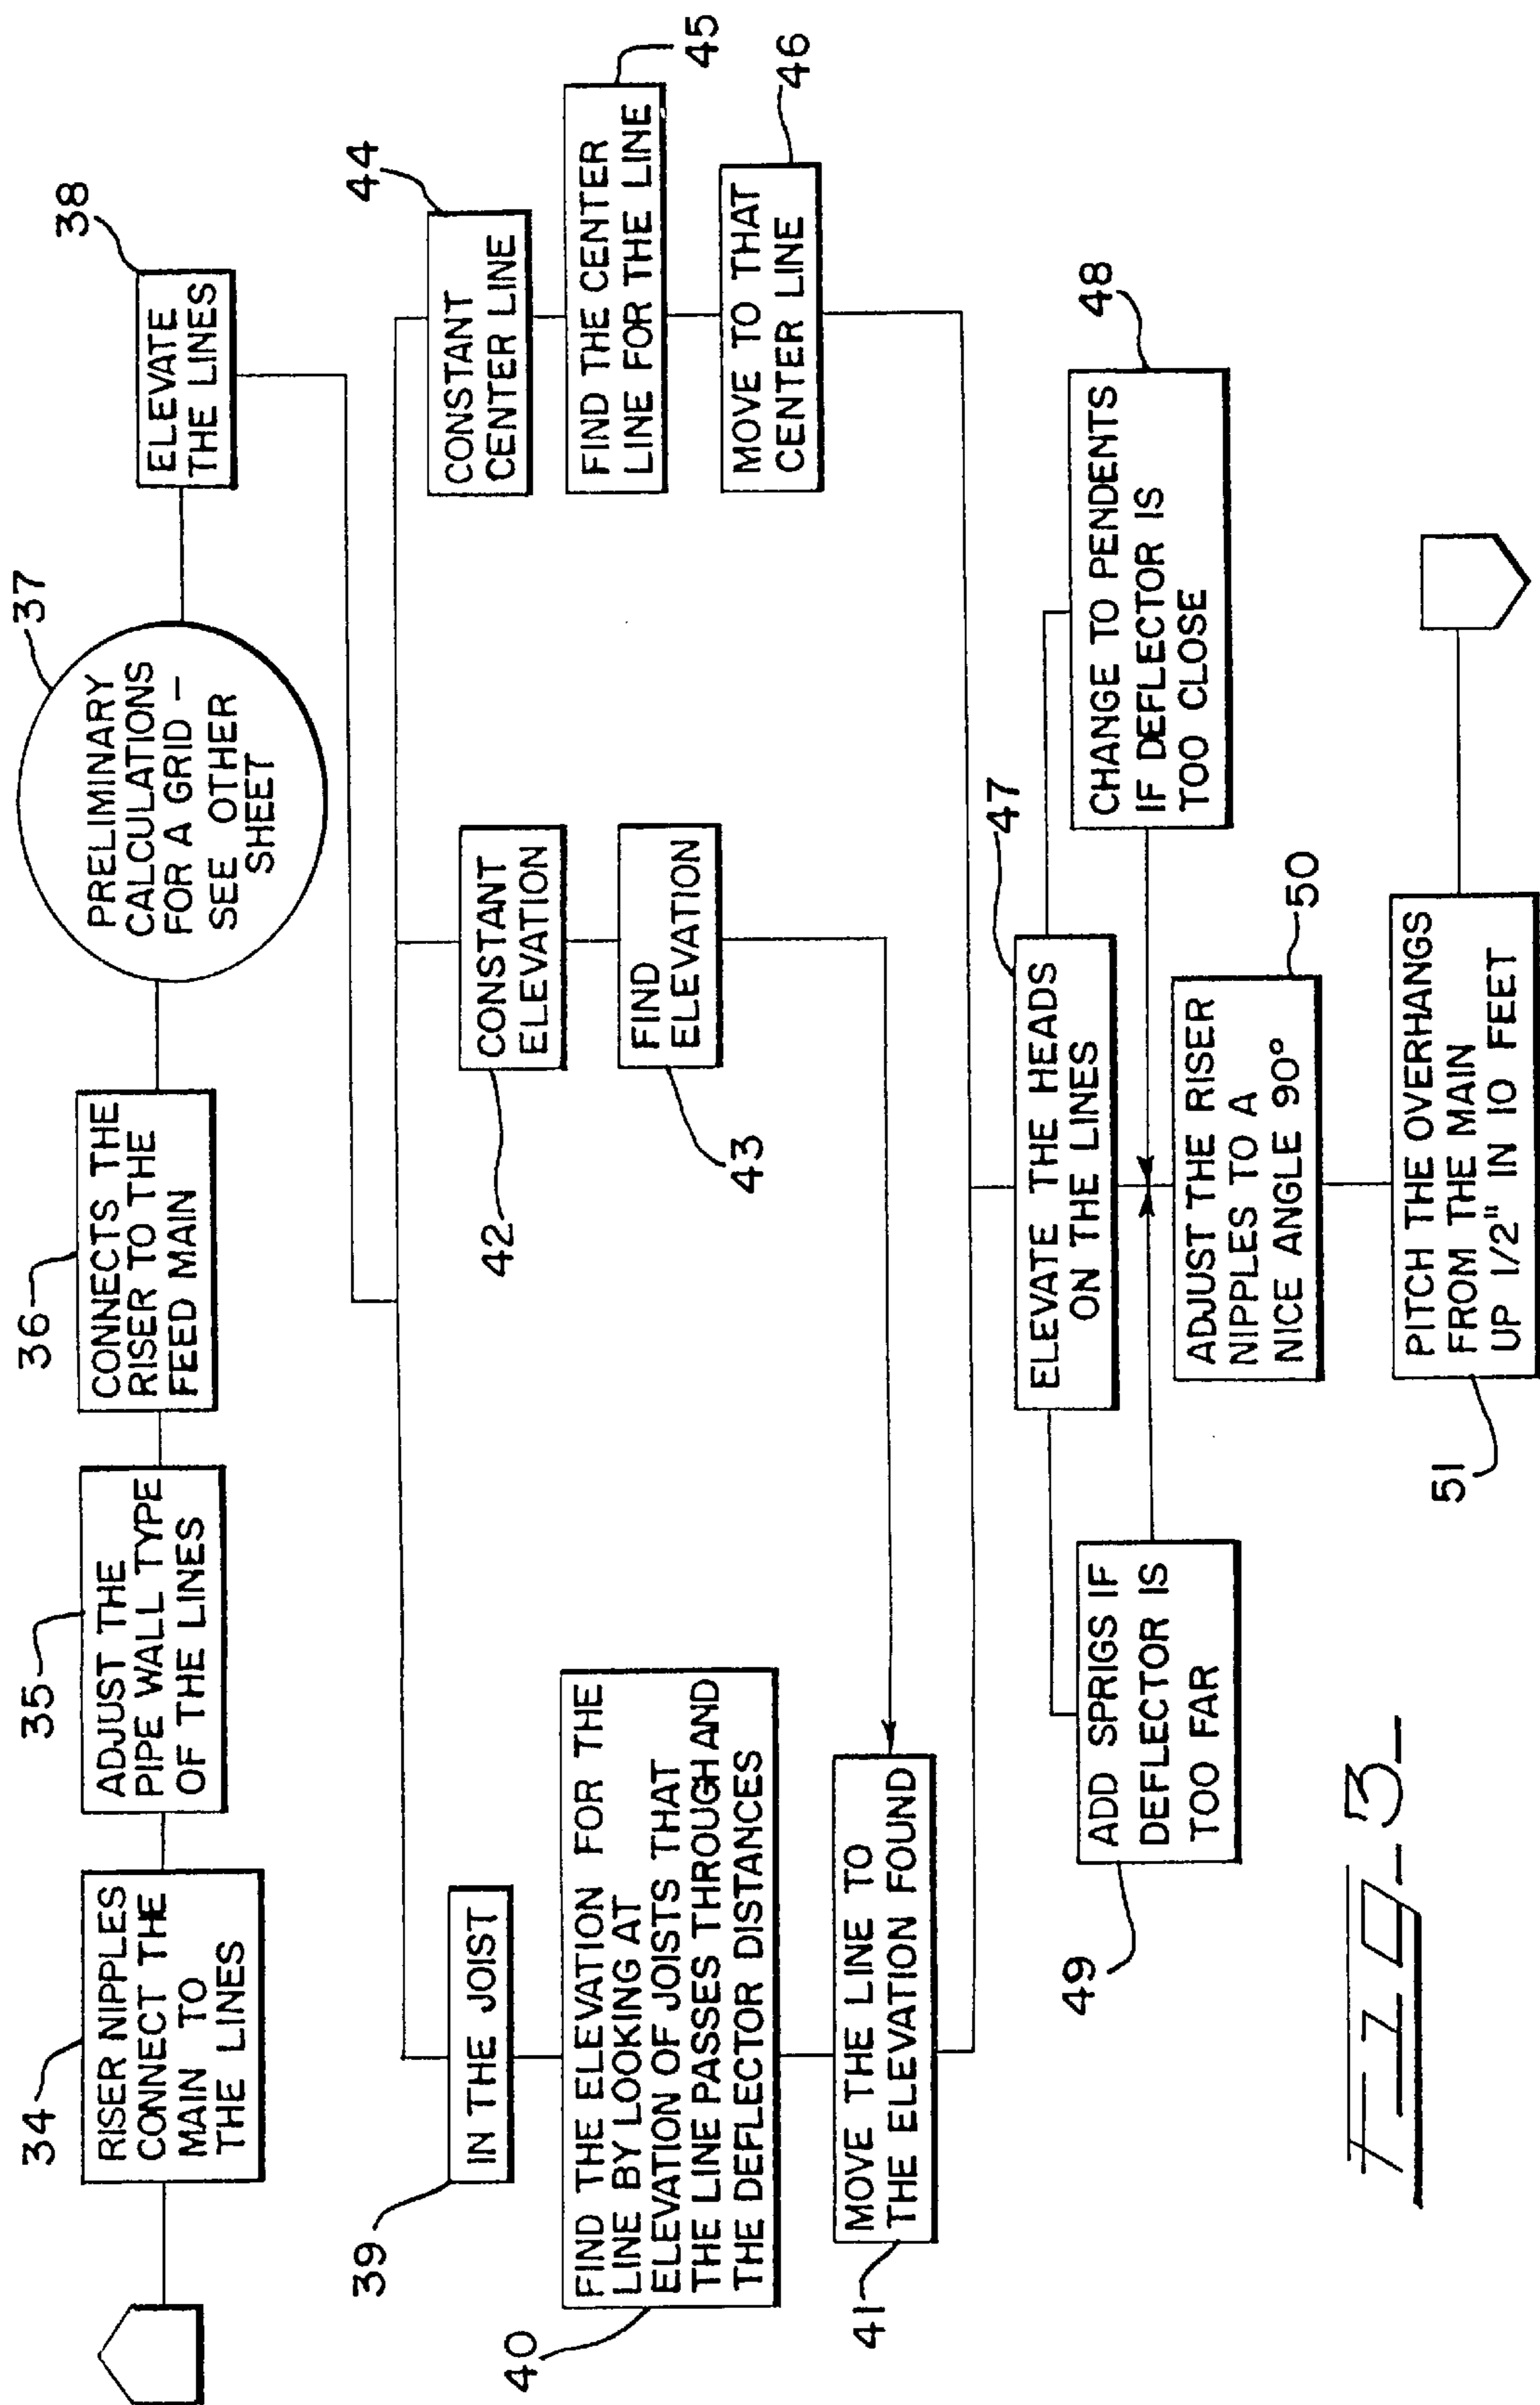 34
RISER NIPPLES
CONNECT THE
MAIN TO
THE LINES
35
ADJUST THE
PIPE WALL TYPE
OF THE LINES
36
CONNECTS THE
RISER TO THE
FEED MAIN
37
PRELIMINARY
CALCULATIONS
FOR A GRID –
SEE OTHER
SHEET
38
ELEVATE
THE LINES
39
IN THE JOIST
40
FIND THE ELEVATION FOR THE
LINE BY LOOKING AT
ELEVATION OF JOISTS THAT
THE LINE PASSES THROUGH AND
THE DEFLECTOR DISTANCES
41
MOVE THE LINE TO
THE ELEVATION FOUND
42
CONSTANT
ELEVATION
43
FIND
ELEVATION
44
CONSTANT
CENTER LINE
45
FIND THE CENTER
LINE FOR THE LINE
46
MOVE TO THAT
CENTER LINE
47
ELEVATE THE HEADS
ON THE LINES
48
CHANGE TO PENDENTS
IF DEFLECTOR IS
TOO CLOSE
49
ADD SPRIGS IF
DEFLECTOR IS
TOO FAR
50
ADJUST THE RISER
NIPPLES TO A
NICE ANGLE 90°
51
PITCH THE OVERHANGS
FROM THE MAIN
UP 1/2" IN 10 FEET
FIG-3-